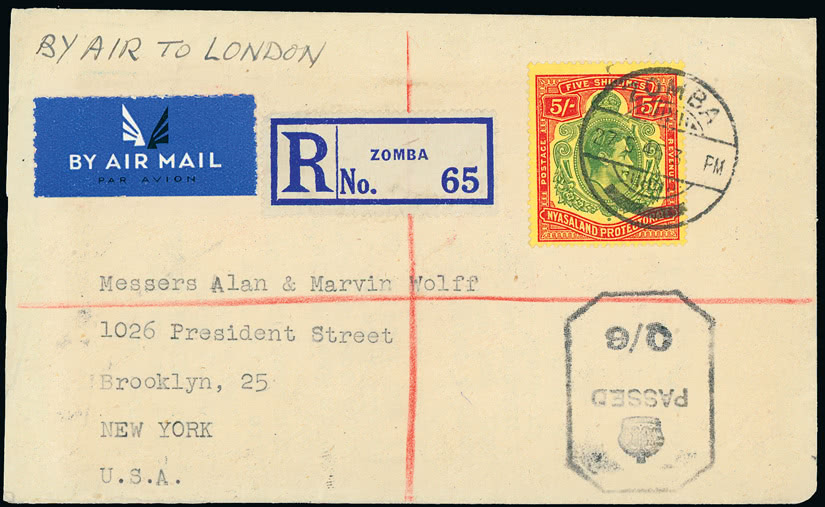 BY AIR TO LONDON
BY AIR MAIL
PAR AVION
R
ZOMBA
No. 65
FIVE SHILLINGS
5/- 5/-
POSTAGE
REVENUE
NYASALAND PROTECTORATE
ZOMBA
PM
Messers Alan & Marvin Wolff
1026 President Street
Brooklyn, 25
NEW YORK
U.S.A.
PASSED
Q/6